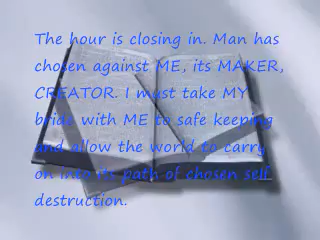 The hour is closing in. Man has
chosen against ME, its MAKER,
CREATOR. I must take MY
bride with ME to safe keeping
and allow the world to carry
on into its path of chosen self
destruction.